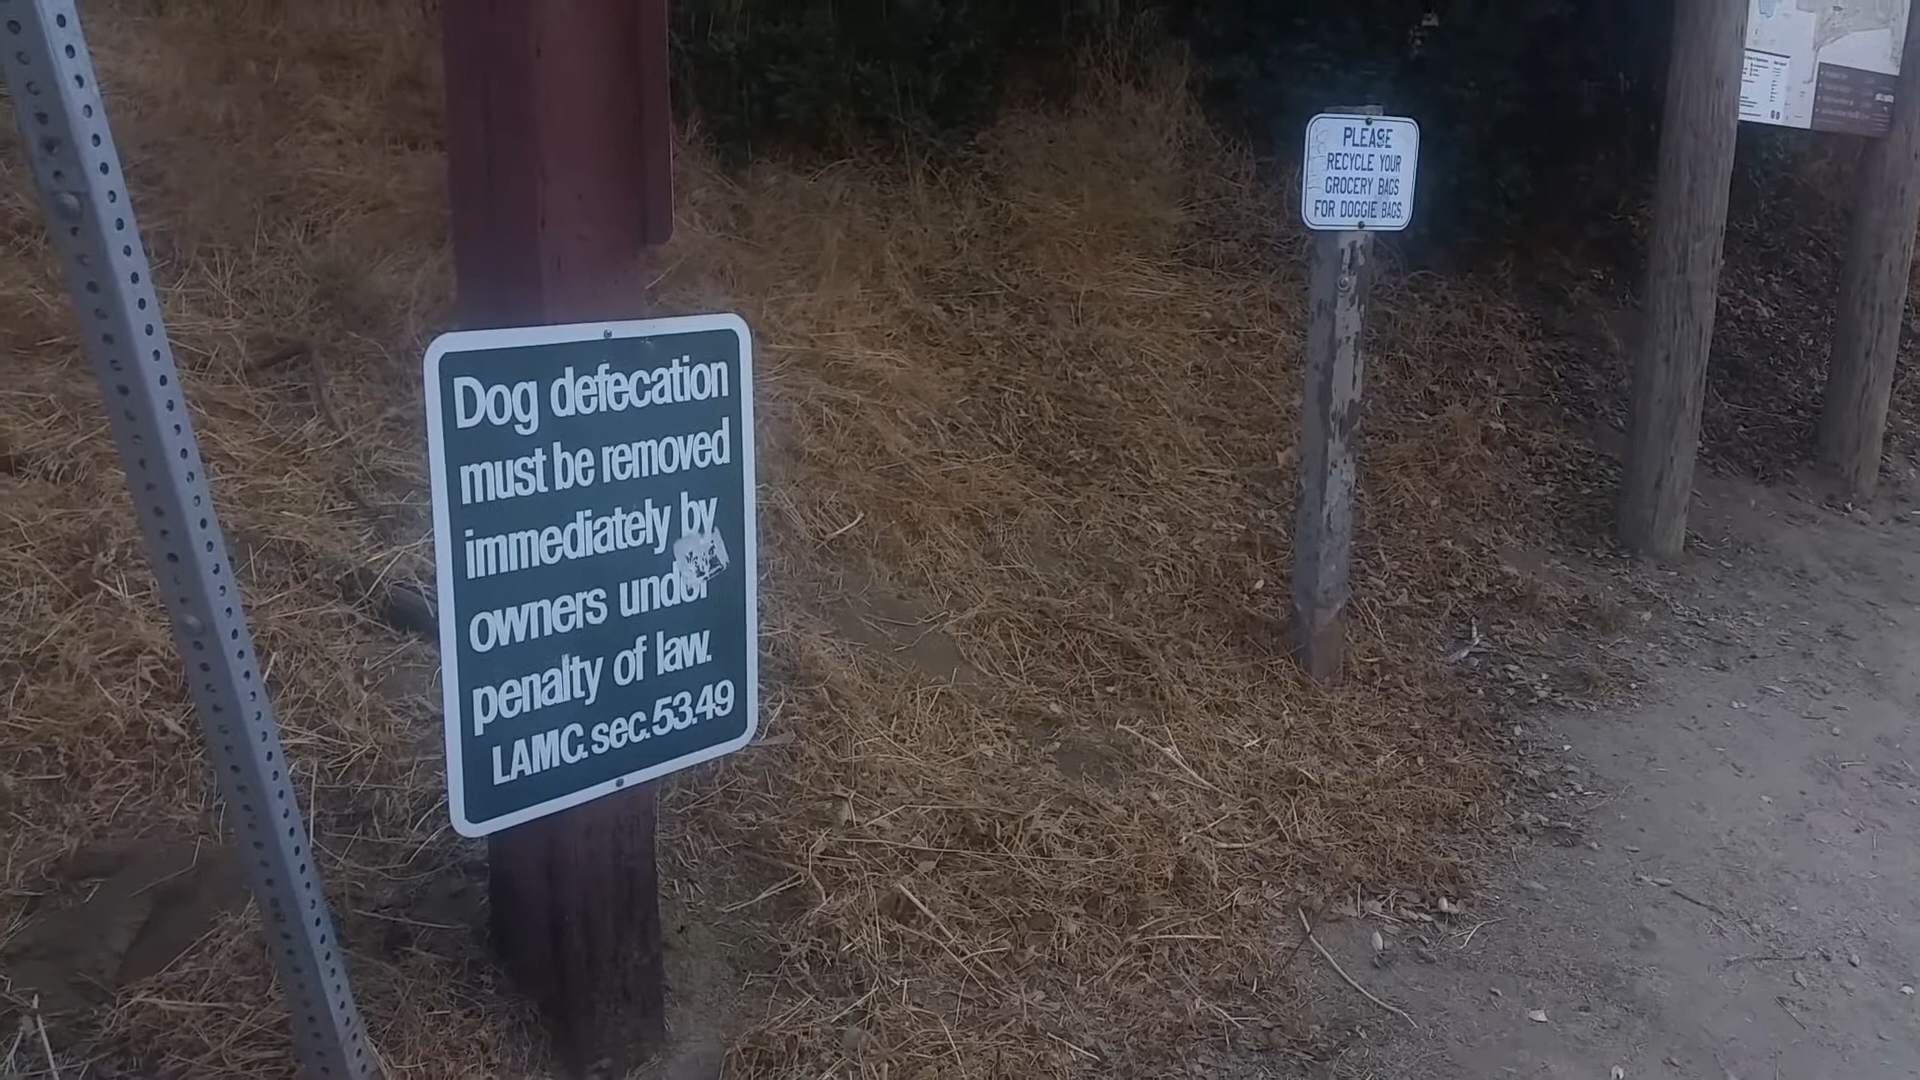 Dog defecation
must be removed
immediately by
owners under
penalty of law.
LAMC. sec. 53.49
PLEASE
RECYCLE YOUR
GROCERY BAGS
FOR DOGGIE BAGS.